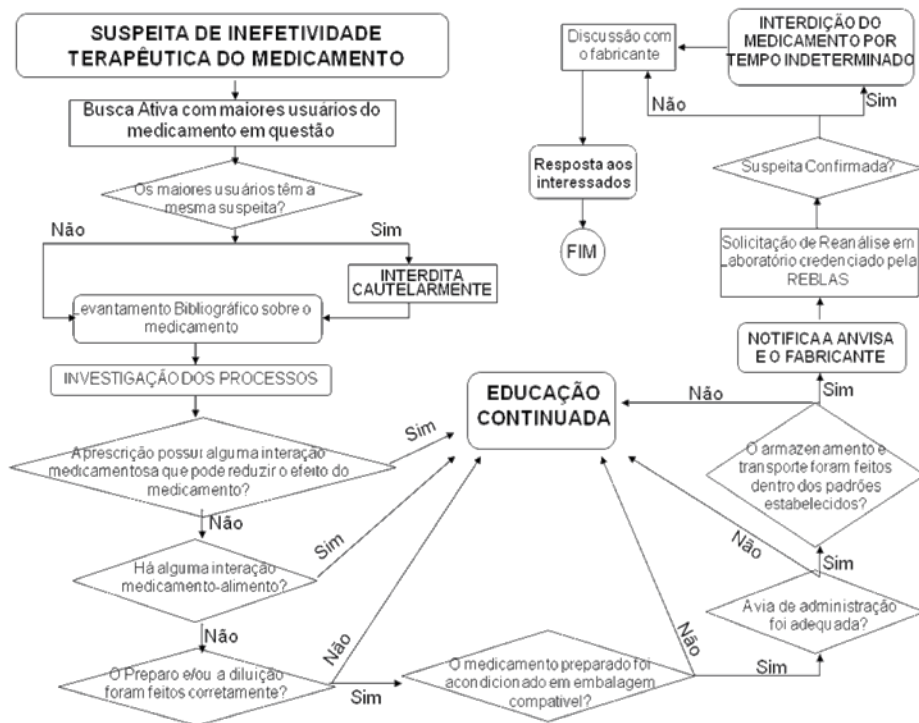 SUSPEITA DE INEFETIVIDADE
TERAPÊUTICA DO MEDICAMENTO
Busca Ativa com maiores usuários do
medicamento em questão
Os maiores usuários têm a
mesma suspeita?
Não
Sim
INTERDITA
CAUTELARMENTE
Levantamento Bibliográfico sobre o
medicamento
INVESTIGAÇÃO DOS PROCESSOS
A prescrição possui alguma interação
medicamentosa que pode reduzir o efeito do
medicamento?
Sim
Não
Há alguma interação
medicamento-alimento?
Sim
Não
O Preparo e/ou a diluição
foram feitos corretamente?
Não
Sim
O medicamento preparado foi
acondicionado em embalagem
compatível?
Não
Sim
A via de administração
foi adequada?
Não
Sim
O armazenamento e
transporte foram feitos
dentro dos padrões
estabelecidos?
Não
Sim
EDUCAÇÃO
CONTINUADA
NOTIFICA A ANVISA
E O FABRICANTE
Solicitação de Reanálise em
Laboratório credenciado pela
REBLAS
Suspeita Confirmada?
Não
Sim
INTERDIÇÃO DO
MEDICAMENTO POR
TEMPO INDETERMINADO
Discussão com
o fabricante
Resposta aos
interessados
FIM